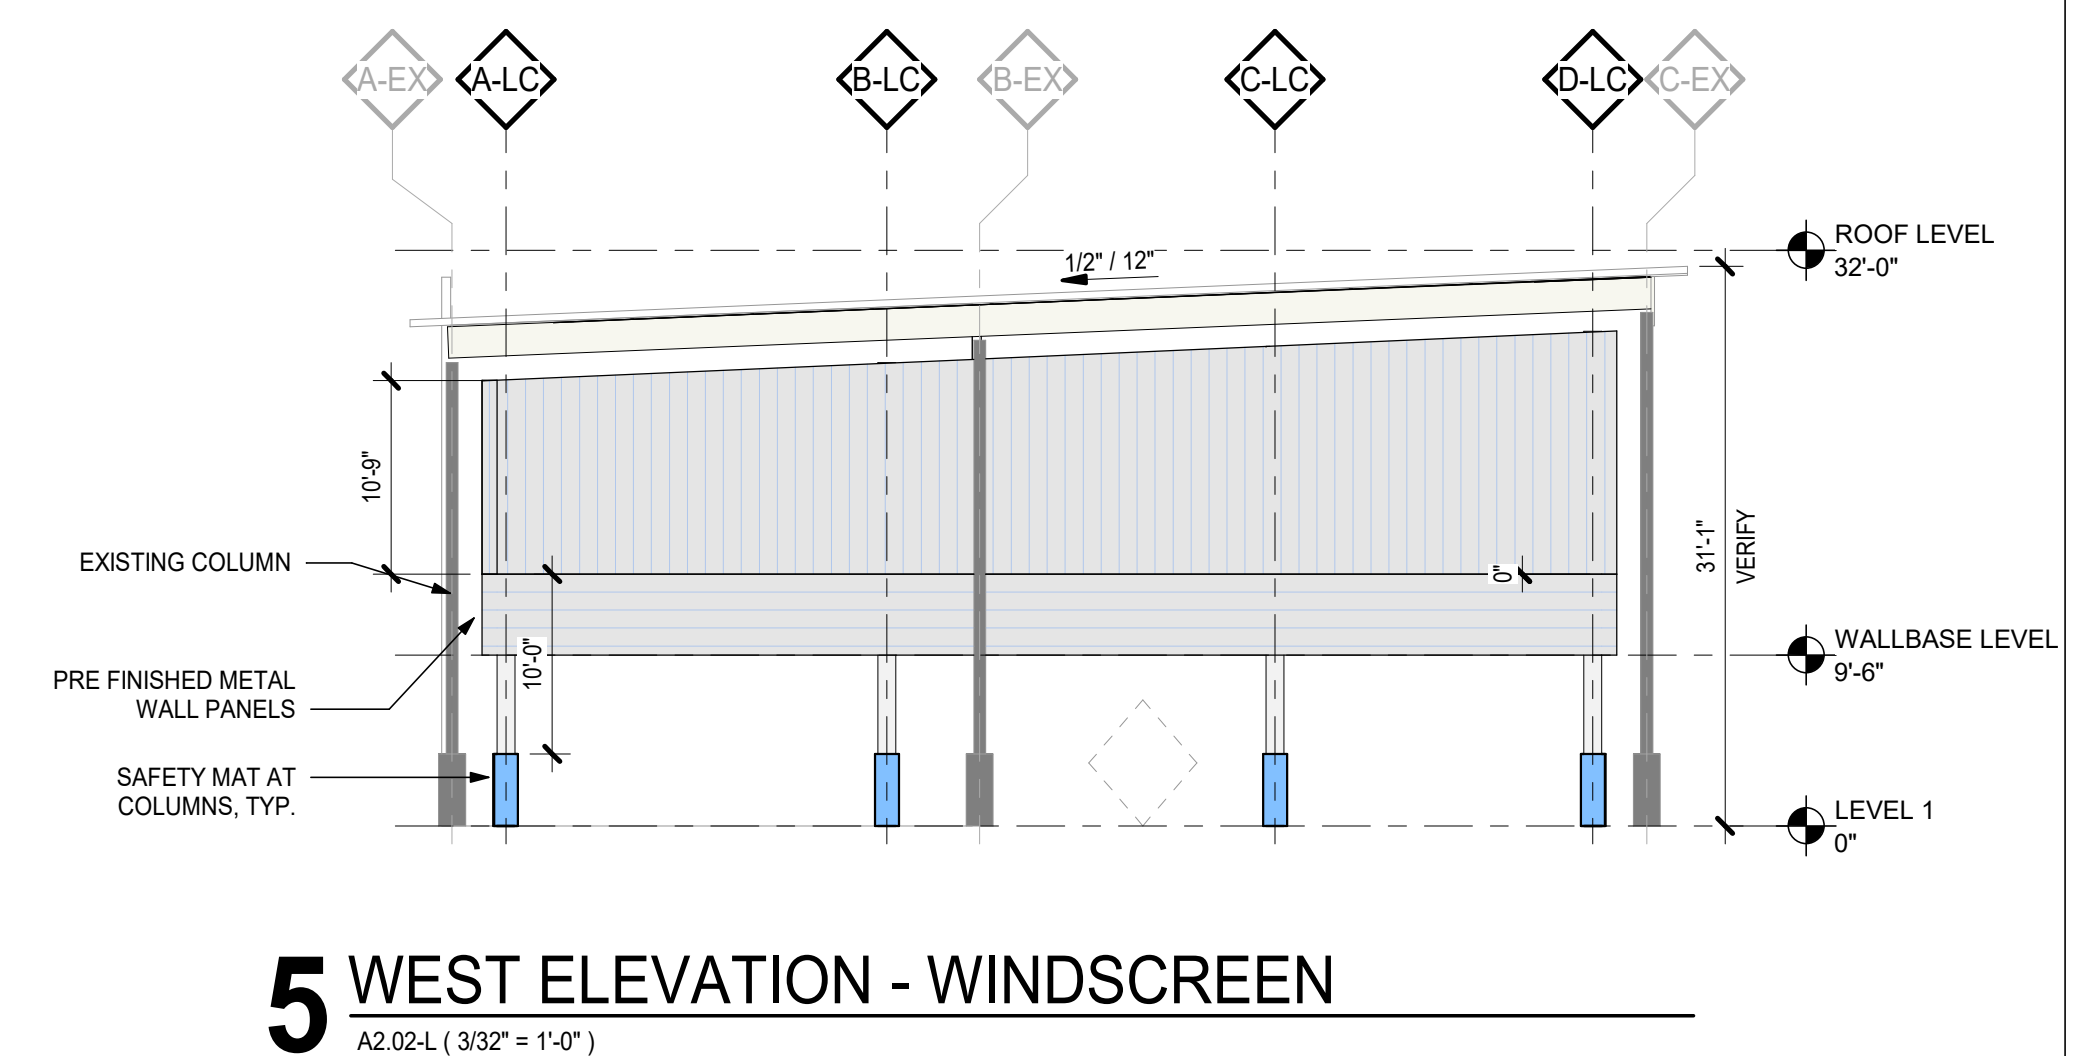 A-EX
A-LC
B-LC
B-EX
C-LC
D-LC
C-EX
ROOF LEVEL
32'-0"
1/2" / 12"
10'-9"
EXISTING COLUMN
0"
31'-1"
VERIFY
WALLBASE LEVEL
9'-6"
10'-0"
PRE FINISHED METAL
WALL PANELS
SAFETY MAT AT
COLUMNS, TYP.
LEVEL 1
0"
5 WEST ELEVATION - WINDSCREEN
A2.02-L ( 3/32" = 1'-0" )